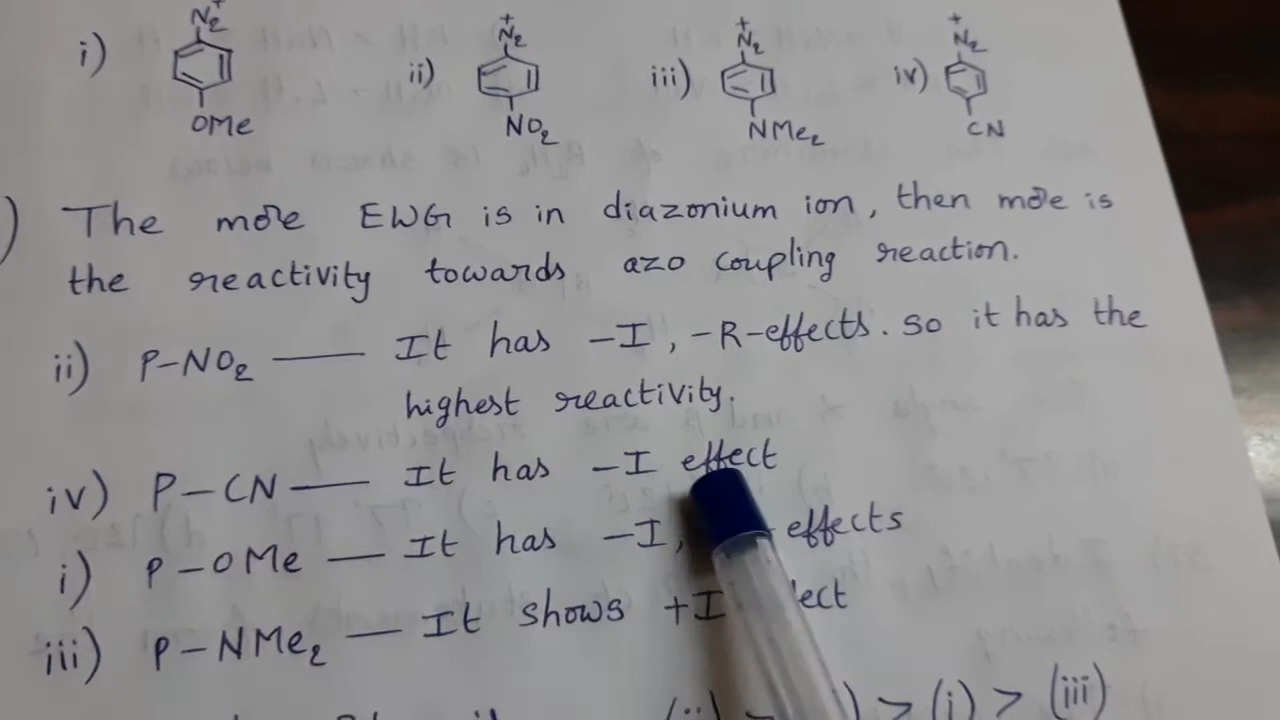 i) N₂⁺ ii) N₂⁺ iii) N₂⁺ iv) N₂⁺
OMe NO₂ NMe₂ CN
) The more EWG is in diazonium ion, then more is
the reactivity towards azo coupling reaction.
ii) P-NO₂ — It has -I, -R-effects. So it has the
highest reactivity.
iv) P-CN — It has -I effect
i) P-OMe — It has -I, effects
iii) P-NMe₂ — It shows +I
) > (i) > (iii)